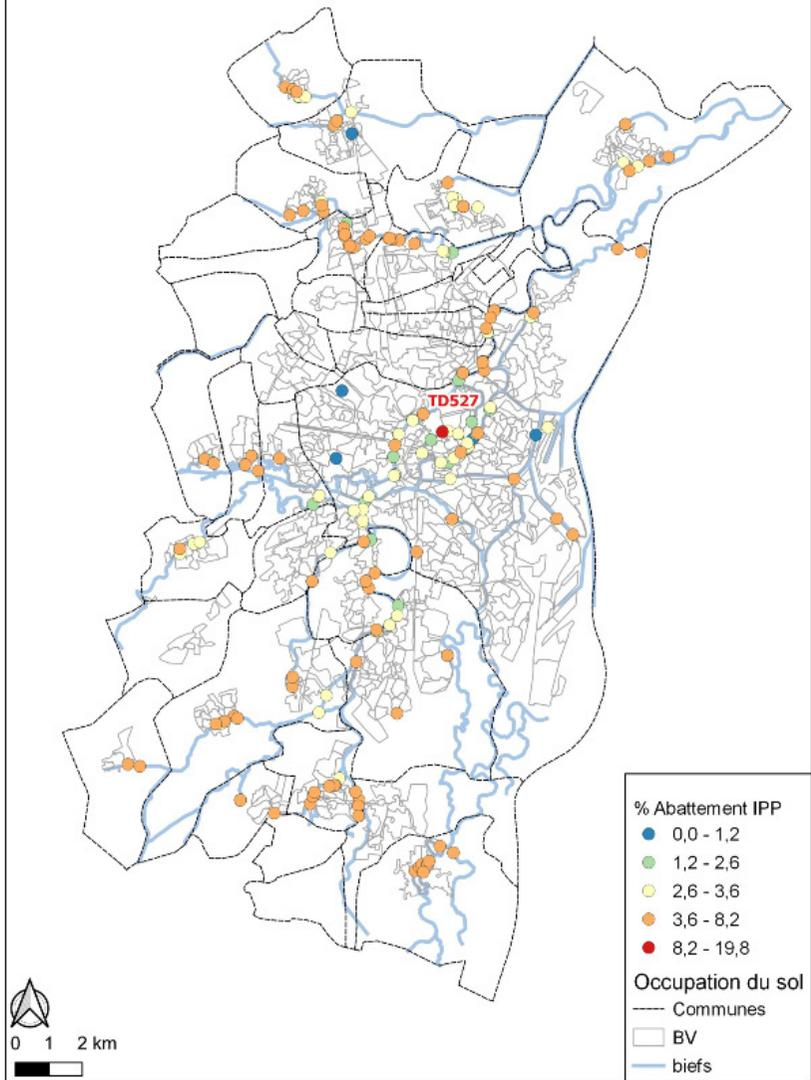 TD527
% Abattement IPP
0,0 - 1,2
1,2 - 2,6
2,6 - 3,6
3,6 - 8,2
8,2 - 19,8
Occupation du sol
Communes
BV
biefs
0 1 2 km